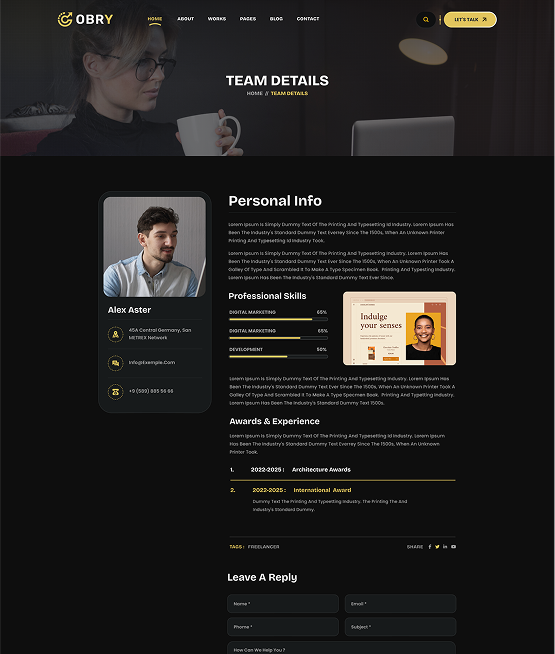 OBRY
HOME
ABOUT
WORKS
PAGES
BLOG
CONTACT
LET'S TALK
TEAM DETAILS
HOME // TEAM DETAILS
Alex Aster
45A Central Germany, San
METREX Network
Info@Exemple.Com
+9 (589) 885 56 66
Personal Info
Lorem Ipsum Is Simply Dummy Text Of The Printing And Typesetting Id Industry. Lorem Ipsum Has
Been The Industry's Standard Dummy Text Everrey Since The 1500s, When An Unknown Printer
Printing And Typesetting Id Industry Took.
Lorem Ipsum Is Simply Dummy Text Of The Printing And Typesetting Industry. Lorem Ipsum Has Been
The Industry's Standard Dummy Text Ever Since The 1500s, When An Unknown Printer Took A
Galley Of Type And Scrambled It To Make A Type Specimen Book. Printing And Typesting Industry.
Lorem Ipsum Has Been The Industry's Standard Dummy Text Ever Since.
Professional Skills
DIGITAL MARKETING 65%
DIGITAL MARKETING 65%
DEVELOPMENT 50%
Indulge
your senses
Lorem Ipsum Is Simply Dummy Text Of The Printing And Typesetting Industry. Lorem Ipsum Has Been
The Industry's Standard Dummy Text Ever Since The 1500s, When An Unknown Printer Took A
Galley Of Type And Scrambled It To Make A Type Specimen Book. Printing And Typesting Industry.
Lorem Ipsum Has Been The Industry's Standard Dummy Text 1500s.
Awards & Experience
Lorem Ipsum Is Simply Dummy Text Of The Printing And Typesetting Id Industry. Lorem Ipsum
Has Been The Industry's Standard Dummy Text Everrey Since The 1500s, When An Unknown
Printer Took.
1. 2022-2025 : Architecture Awards
2. 2022-2025 : International Award
Dummy Text The Printing And Typesetting Industry. The Printing The And
Industry's Standard Dummy.
TAGS : FREELANCER
SHARE
Leave A Reply
Name *
Email *
Phome *
Subject *
How Can We Help You ?